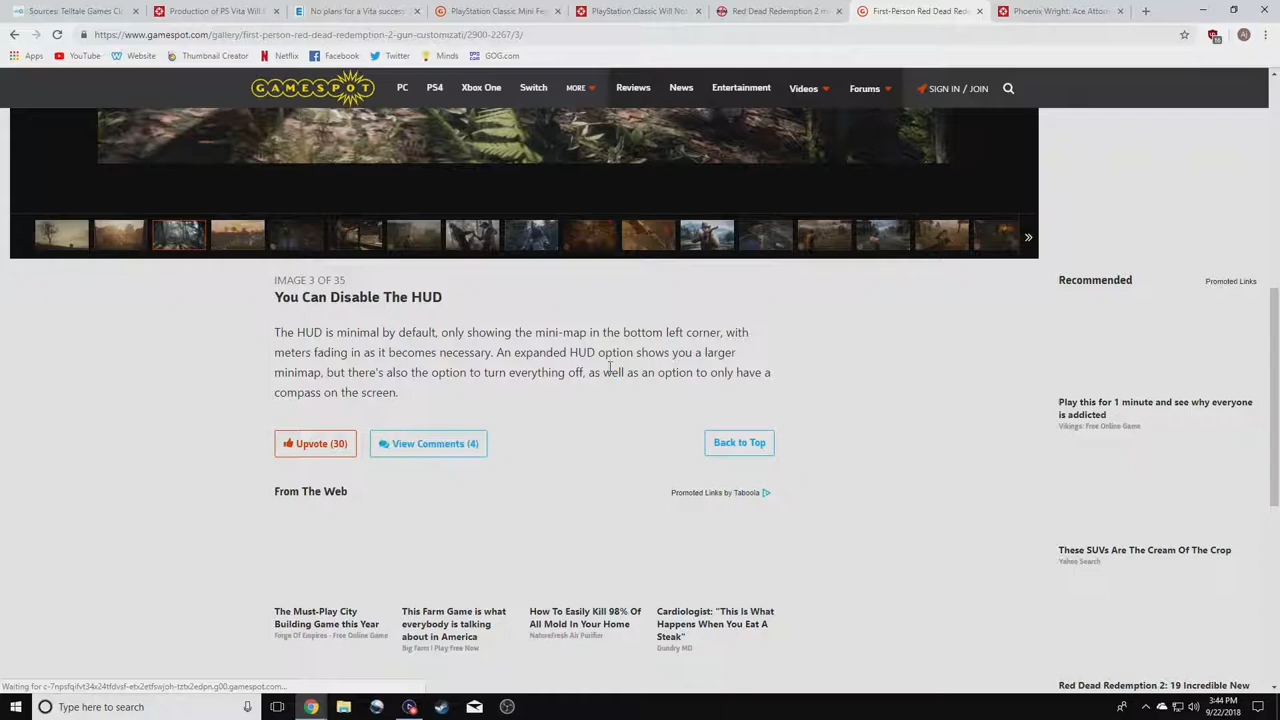 Sources: Telltale Games Cl
Production of PS Vita Will E
No plans for a Vita success
PlayStation Classic Mini Fe
PlayStation Classic Will Not
Red Dead Redemption 2 m
First-Person Red Dead Rede
Phoenix Wright: Ace Attor
https://www.gamespot.com/gallery/first-person-red-dead-redemption-2-gun-customizati/2900-2267/3/
Apps
YouTube
Website
Thumbnail Creator
Netflix
Facebook
Twitter
Minds
GOG.com
GAMESPOT
PC
PS4
Xbox One
Switch
MORE
Reviews
News
Entertainment
Videos
Forums
SIGN IN / JOIN
IMAGE 3 OF 35
You Can Disable The HUD
The HUD is minimal by default, only showing the mini-map in the bottom left corner, with
meters fading in as it becomes necessary. An expanded HUD option shows you a larger
minimap, but there's also the option to turn everything off, as well as an option to only have a
compass on the screen.
Upvote (30)
View Comments (4)
Back to Top
From The Web
Promoted Links by Taboola
The Must-Play City
Building Game this Year
Forge Of Empires - Free Online Game
This Farm Game is what
everybody is talking
about in America
Big Farm | Play Free Now
How To Easily Kill 98% Of
All Mold In Your Home
NatureFresh Air Purifier
Cardiologist: "This Is What
Happens When You Eat A
Steak"
Gundry MD
Recommended
Promoted Links
Play this for 1 minute and see why everyone
is addicted
Vikings: Free Online Game
These SUVs Are The Cream Of The Crop
Yahoo Search
Red Dead Redemption 2: 19 Incredible New
Type here to search
3:44 PM
9/22/2018